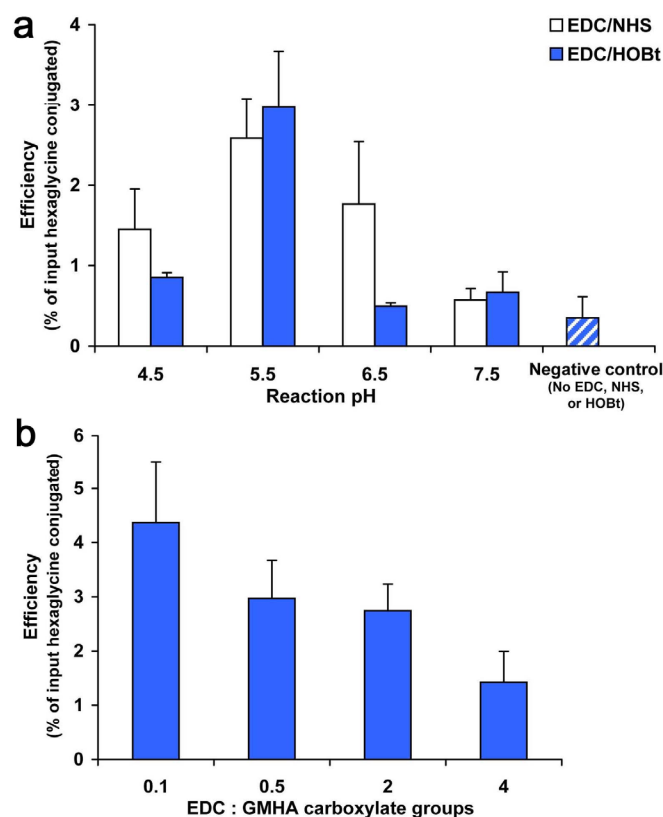 a
EDC/NHS
EDC/HOBt
Efficiency
(% of input hexaglycine conjugated)
4
3
2
1
0
4.5 5.5 6.5 7.5 Negative control
(No EDC, NHS,
or HOBt)
Reaction pH
b
Efficiency
(% of input hexaglycine conjugated)
6
5
4
3
2
1
0
0.1 0.5 2 4
EDC : GMHA carboxylate groups